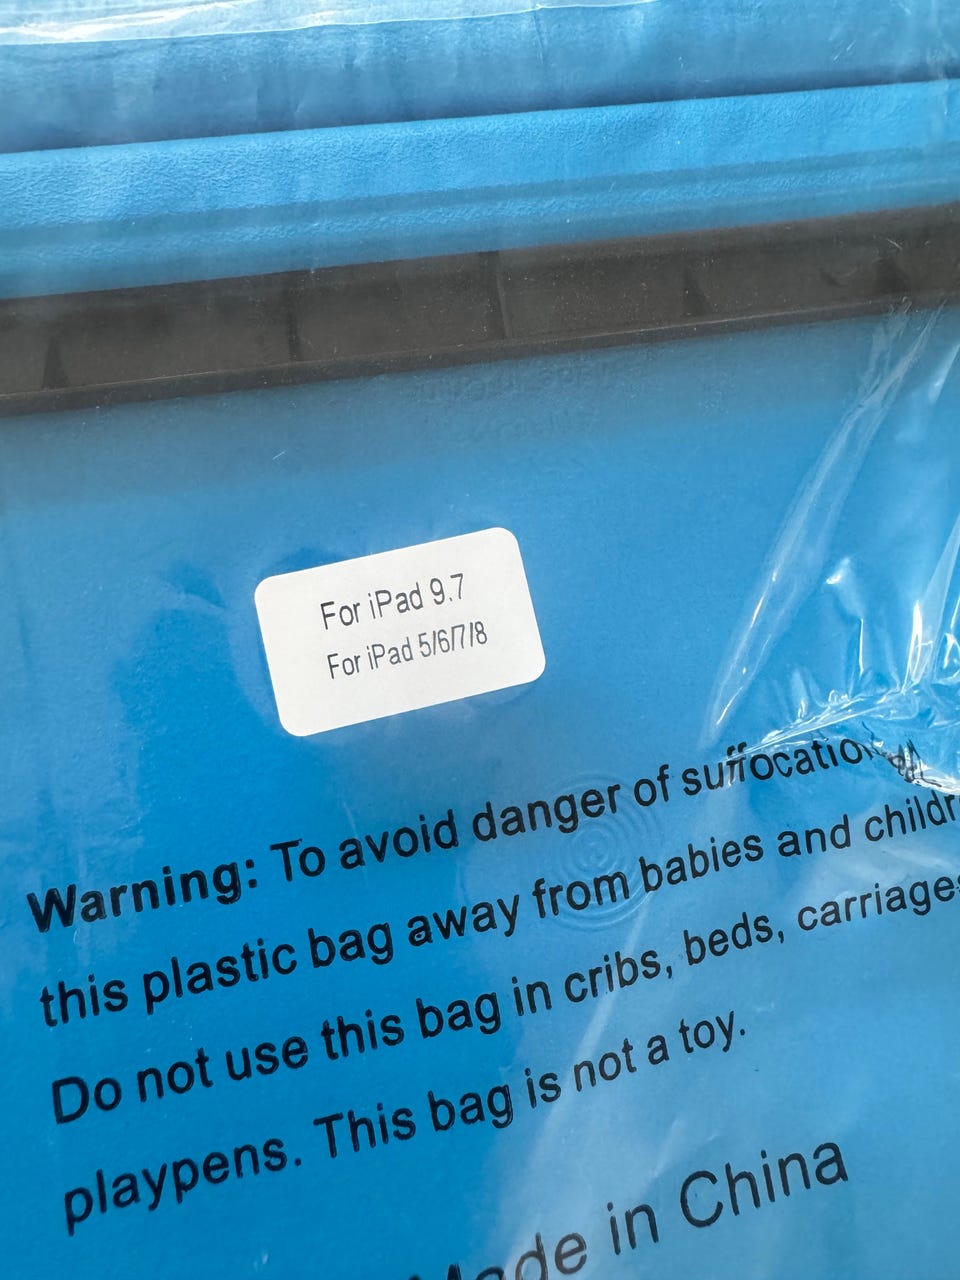 For iPad 9.7
For iPad 5/6/7/8
Warning: To avoid danger of suffocation,
this plastic bag away from babies and childr
Do not use this bag in cribs, beds, carriages
playpens. This bag is not a toy.
Made in China